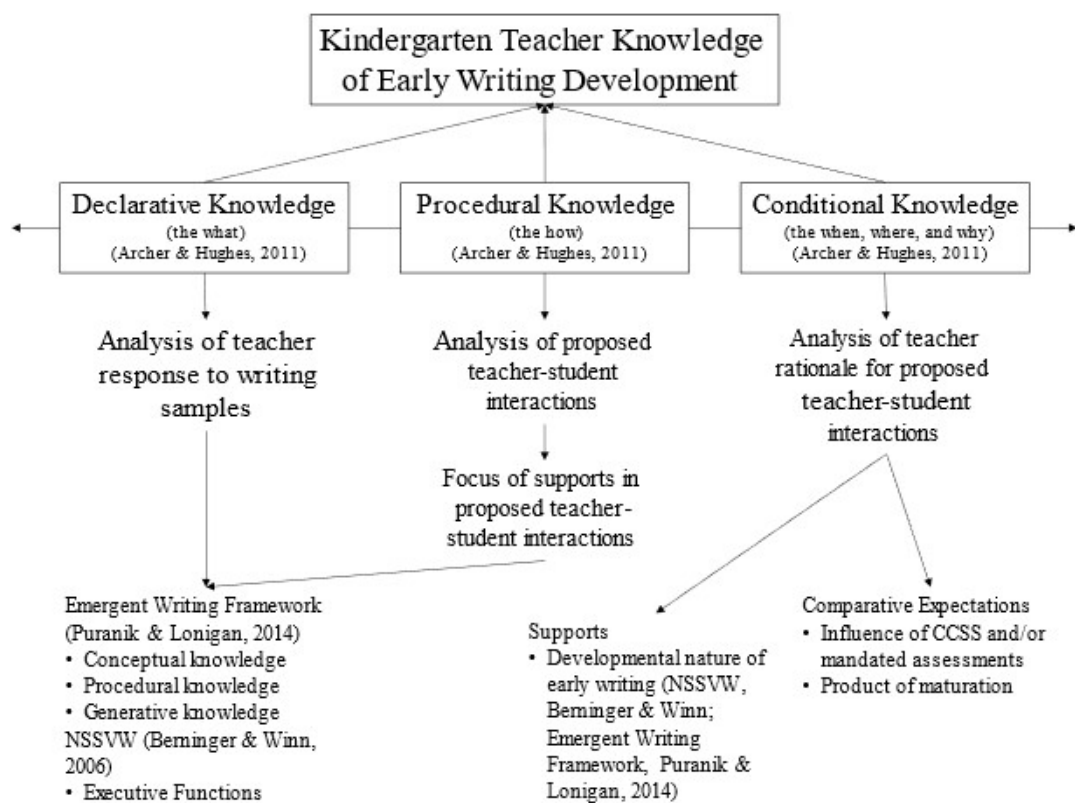 Kindergarten Teacher Knowledge
of Early Writing Development
Declarative Knowledge
(the what)
(Archer & Hughes, 2011)
Procedural Knowledge
(the how)
(Archer & Hughes, 2011)
Conditional Knowledge
(the when, where, and why)
(Archer & Hughes, 2011)
Analysis of teacher
response to writing
samples
Analysis of proposed
teacher-student
interactions
Analysis of teacher
rationale for proposed
teacher-student
interactions
Focus of supports in
proposed teacher-
student interactions
Emergent Writing Framework
(Puranik & Lonigan, 2014)
• Conceptual knowledge
• Procedural knowledge
• Generative knowledge
NSSVW (Berninger & Winn,
2006)
• Executive Functions
Supports
• Developmental nature of
early writing (NSSVW,
Berninger & Winn;
Emergent Writing
Framework, Puranik &
Lonigan, 2014)
Comparative Expectations
• Influence of CCSS and/or
mandated assessments
• Product of maturation